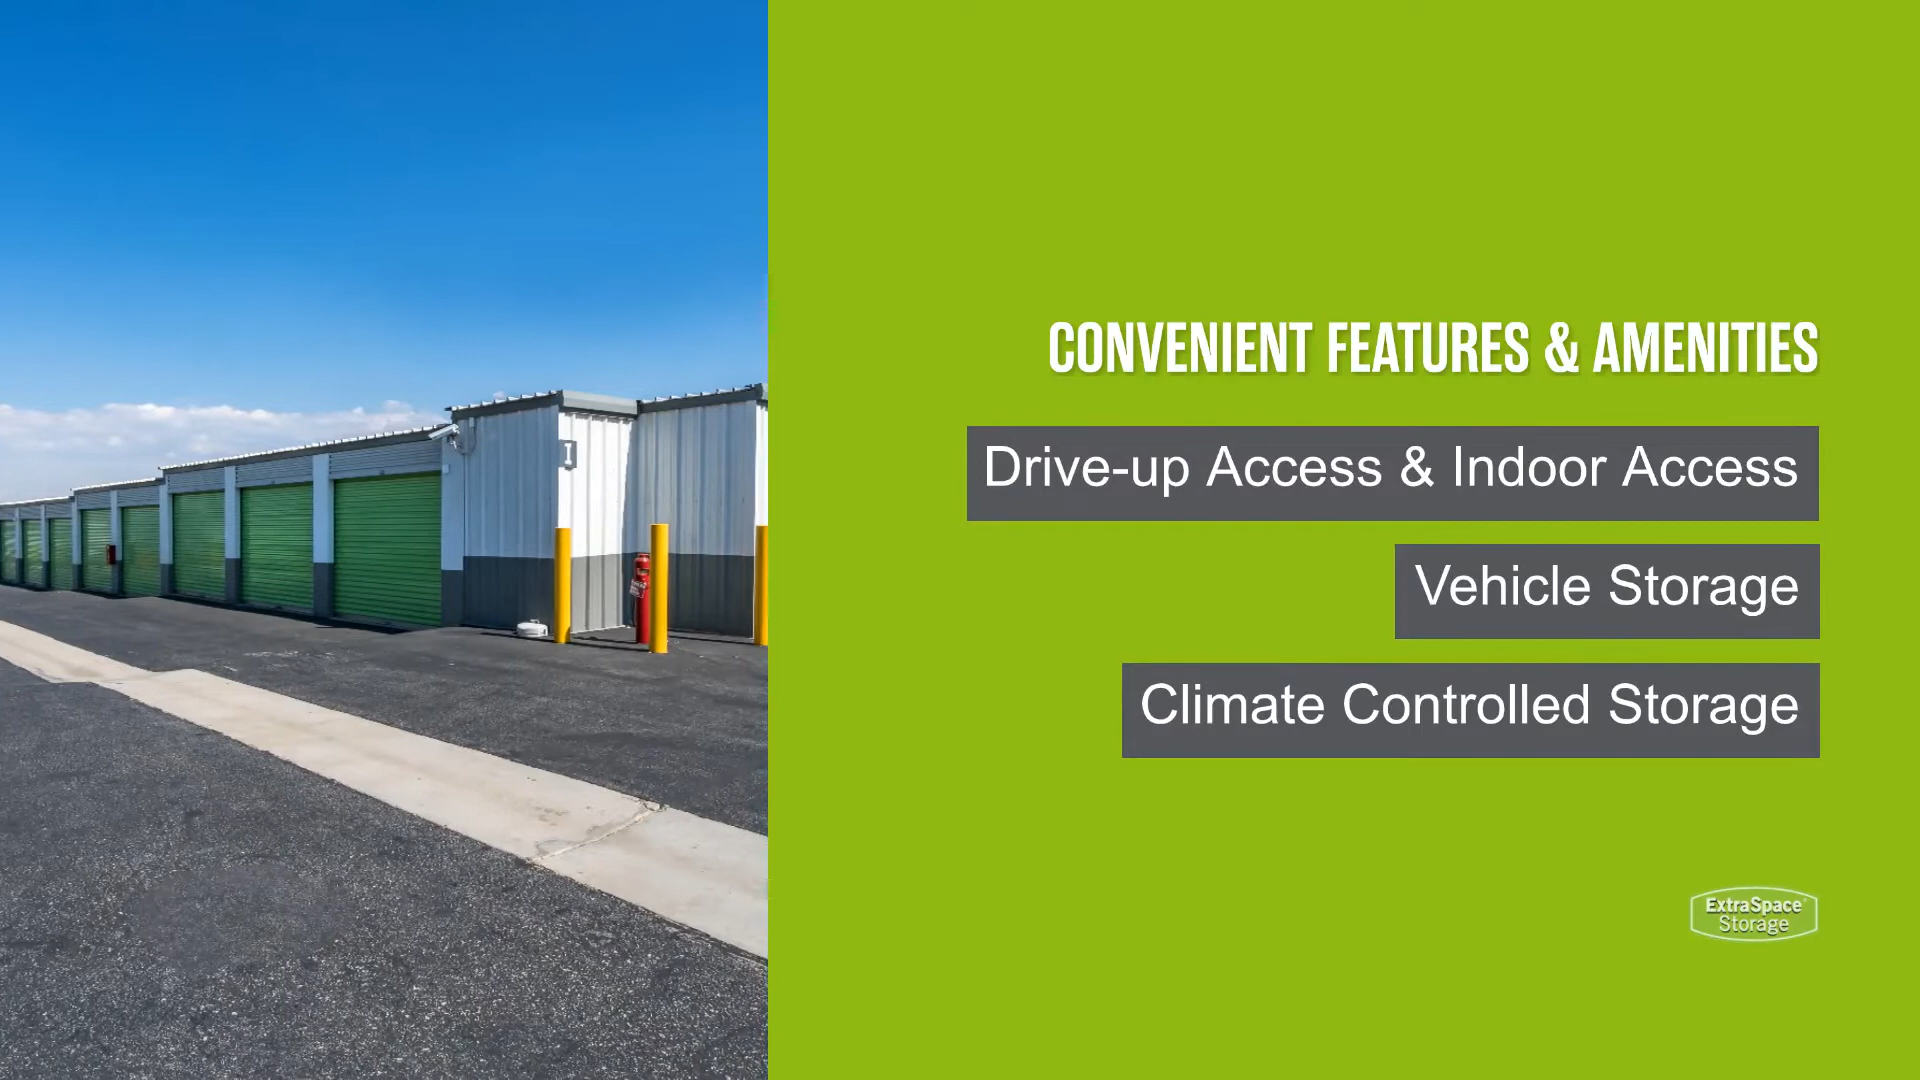 CONVENIENT FEATURES & AMENITIES
Drive-up Access & Indoor Access
Vehicle Storage
Climate Controlled Storage
ExtraSpace
Storage
I